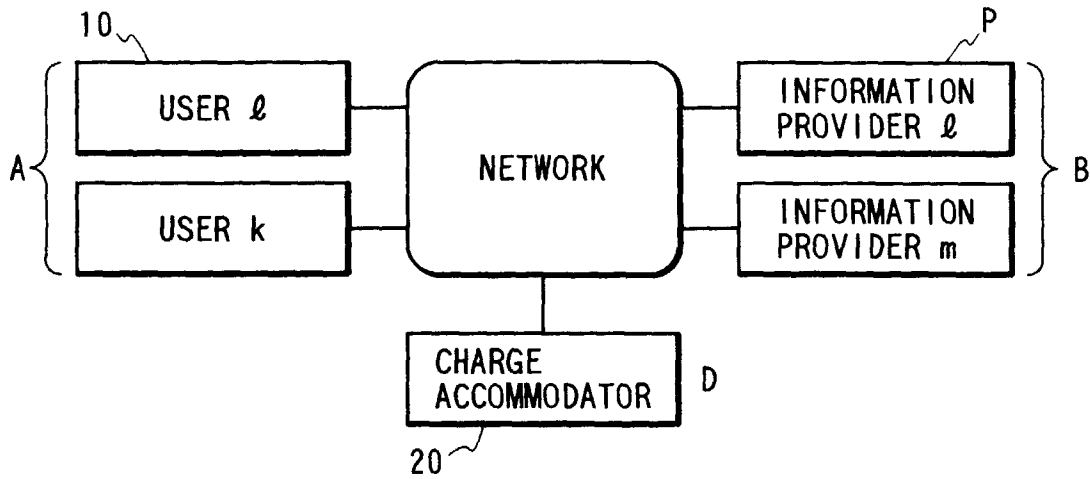 10
P
USER ℓ
INFORMATION
PROVIDER ℓ
A
NETWORK
B
USER k
INFORMATION
PROVIDER m
CHARGE
ACCOMMODATOR
D
20